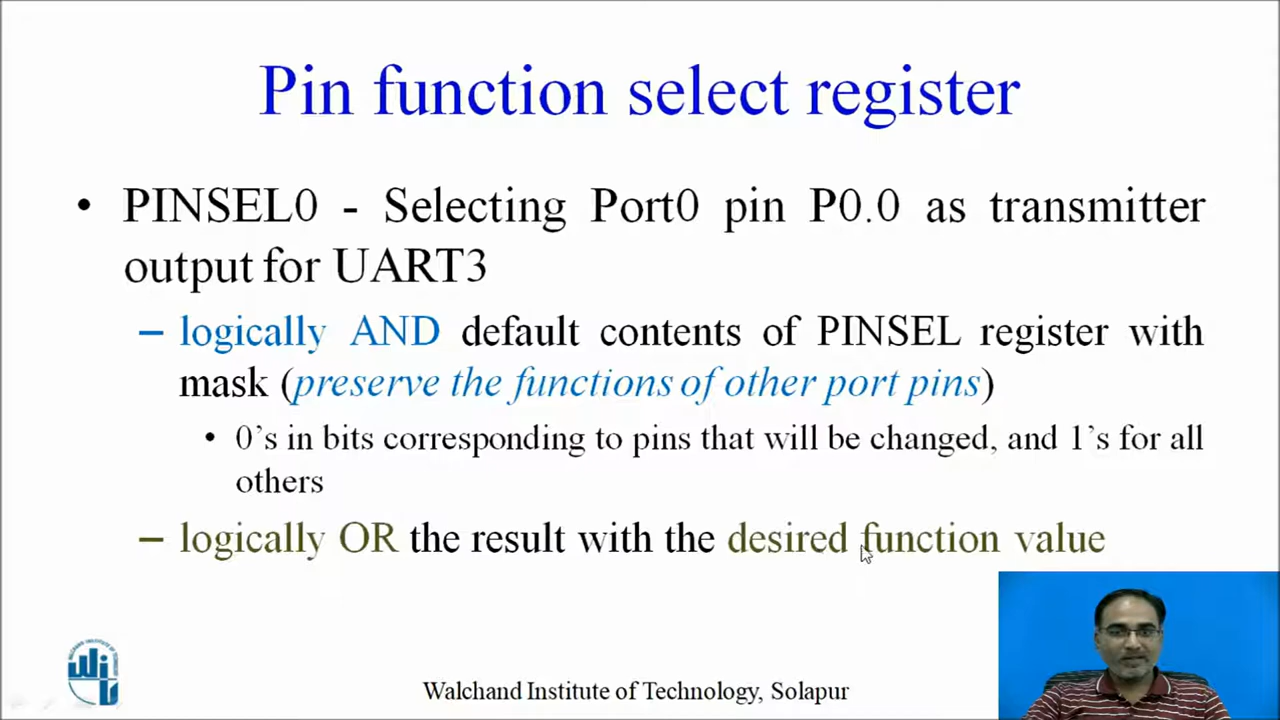 Pin function select register
• PINSEL0 - Selecting Port0 pin P0.0 as transmitter
output for UART3
– logically AND default contents of PINSEL register with
mask (preserve the functions of other port pins)
• 0's in bits corresponding to pins that will be changed, and 1's for all
others
– logically OR the result with the desired function value
Walchand Institute of Technology, Solapur